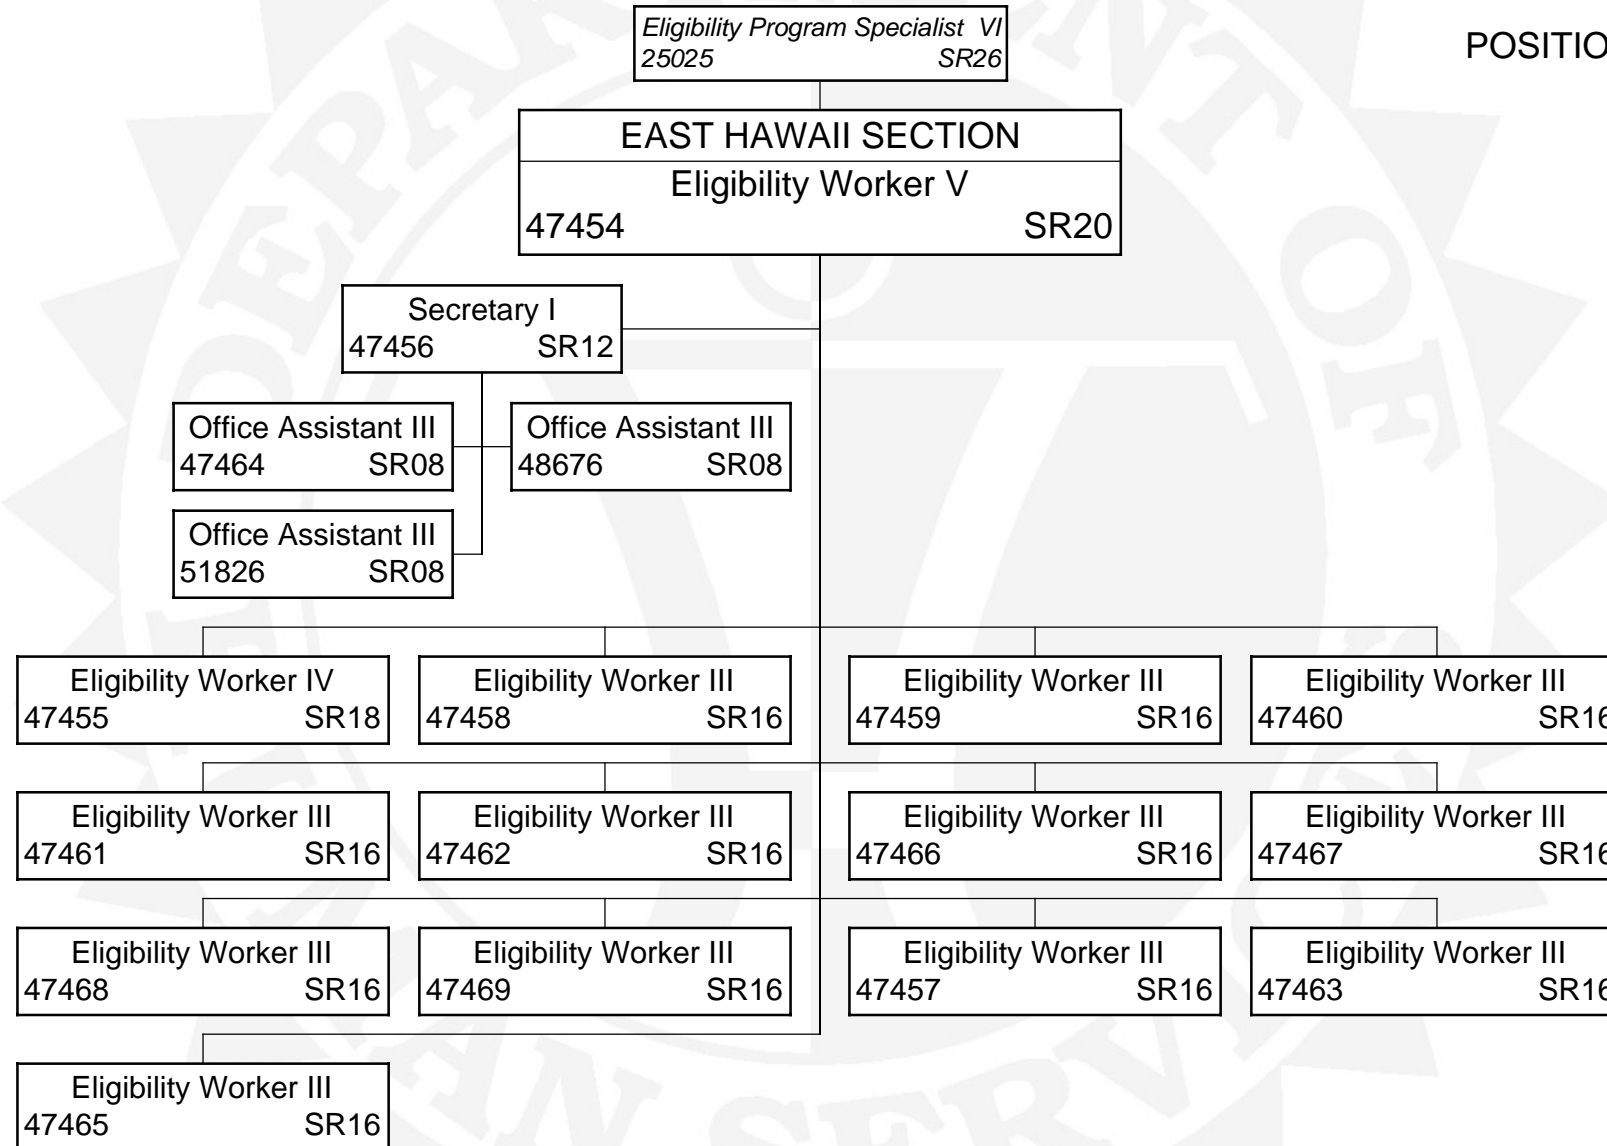 Eligibility Program Specialist VI
25025 SR26
POSITIO
EAST HAWAII SECTION
Eligibility Worker V
47454 SR20
Secretary I
47456 SR12
Office Assistant III
47464 SR08
Office Assistant III
48676 SR08
Office Assistant III
51826 SR08
Eligibility Worker IV
47455 SR18
Eligibility Worker III
47458 SR16
Eligibility Worker III
47459 SR16
Eligibility Worker III
47460 SR16
Eligibility Worker III
47461 SR16
Eligibility Worker III
47462 SR16
Eligibility Worker III
47466 SR16
Eligibility Worker III
47467 SR16
Eligibility Worker III
47468 SR16
Eligibility Worker III
47469 SR16
Eligibility Worker III
47457 SR16
Eligibility Worker III
47463 SR16
Eligibility Worker III
47465 SR16